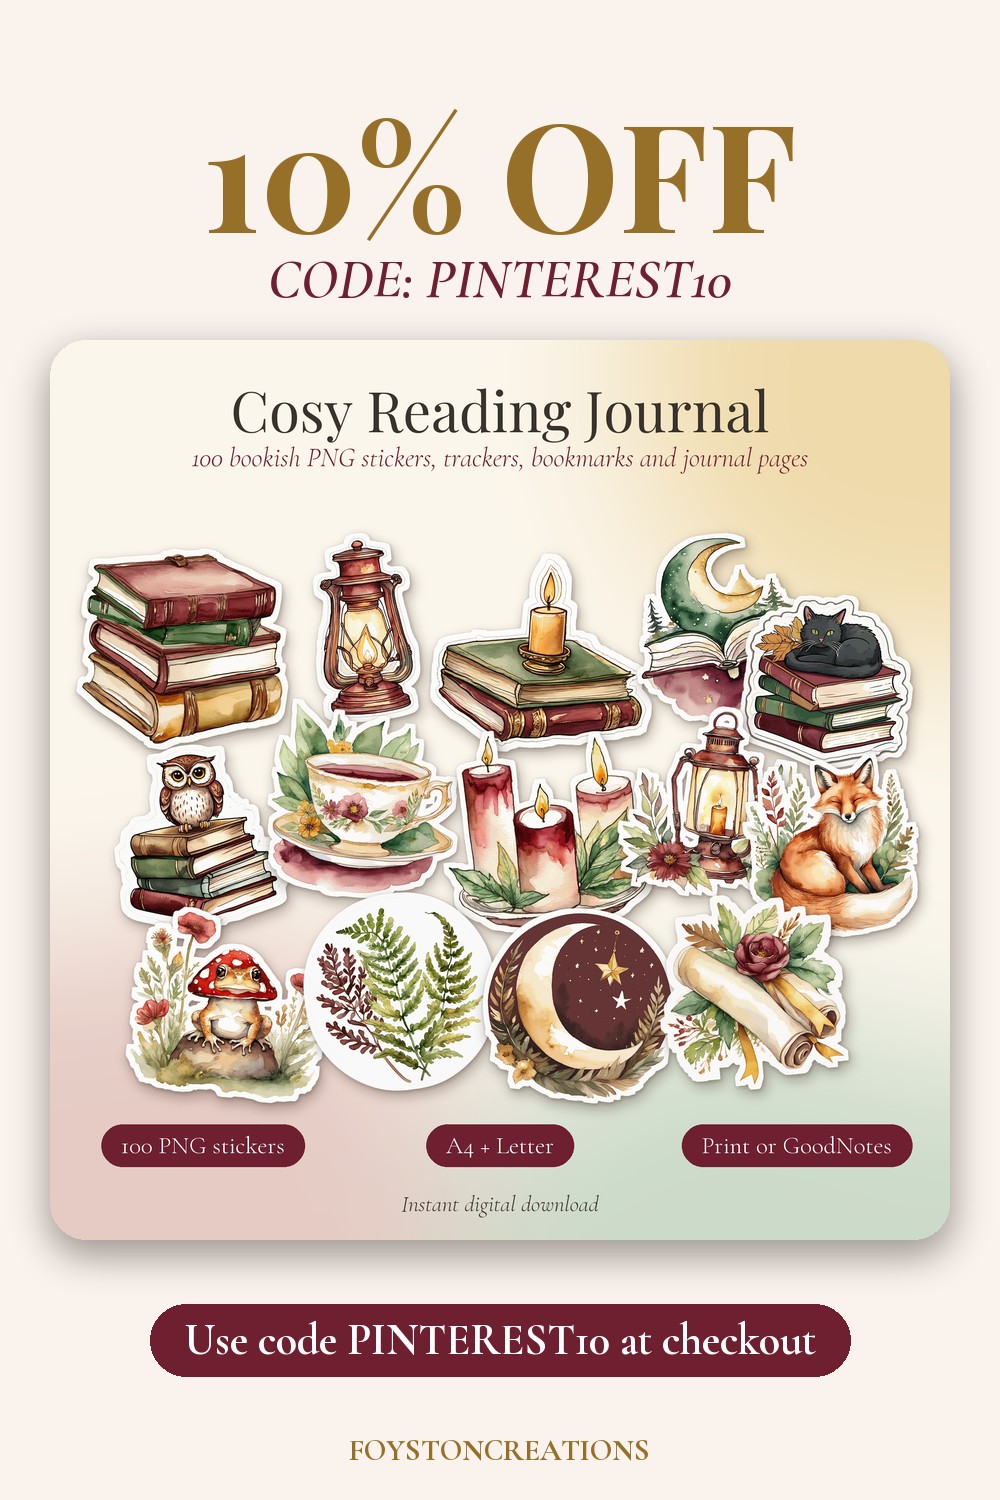 10% OFF
CODE: PINTEREST10
Cosy Reading Journal
100 bookish PNG stickers, trackers, bookmarks and journal pages
100 PNG stickers
A4 + Letter
Print or GoodNotes
Instant digital download
Use code PINTEREST10 at checkout
FOYSTONCREATIONS